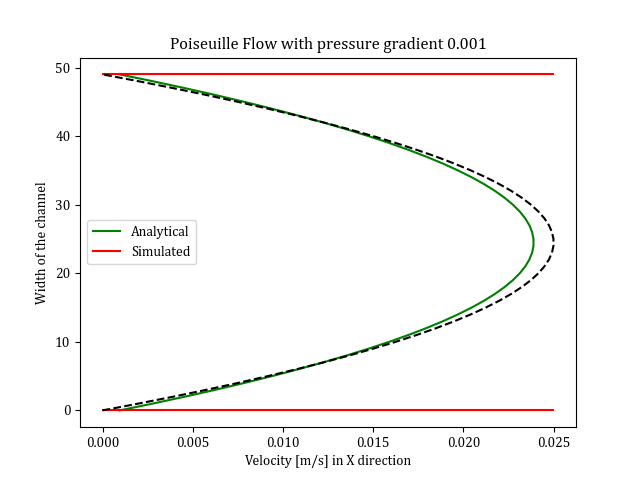 Poiseuille Flow with pressure gradient 0.001
50
40
30
20
10
0
Width of the channel
Analytical
Simulated
0.000 0.005 0.010 0.015 0.020 0.025
Velocity [m/s] in X direction